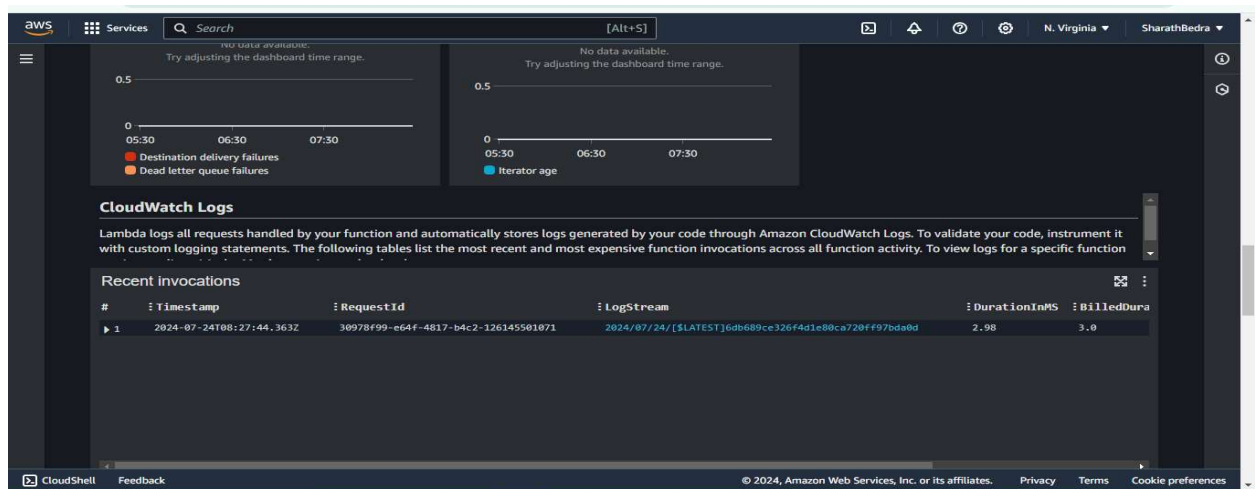 aws Services Search [Alt+S] N. Virginia SharathBedra
No data available.
Try adjusting the dashboard time range.
0.5
0
05:30 06:30 07:30
Destination delivery failures
Dead letter queue failures
No data available.
Try adjusting the dashboard time range.
0.5
0
05:30 06:30 07:30
Iterator age
CloudWatch Logs
Lambda logs all requests handled by your function and automatically stores logs generated by your code through Amazon CloudWatch Logs. To validate your code, instrument it
with custom logging statements. The following tables list the most recent and most expensive function invocations across all function activity. To view logs for a specific function
Recent invocations
# Timestamp RequestId LogStream DurationInMS BilledDura
1 2024-07-24T08:27:44.363Z 30978f99-e64f-4817-b4c2-126145501071 2024/07/24/[$LATEST]6db689ce326f4d1e80ca720ff97bda0d 2.98 3.0
CloudShell Feedback © 2024, Amazon Web Services, Inc. or its affiliates. Privacy Terms Cookie preferences